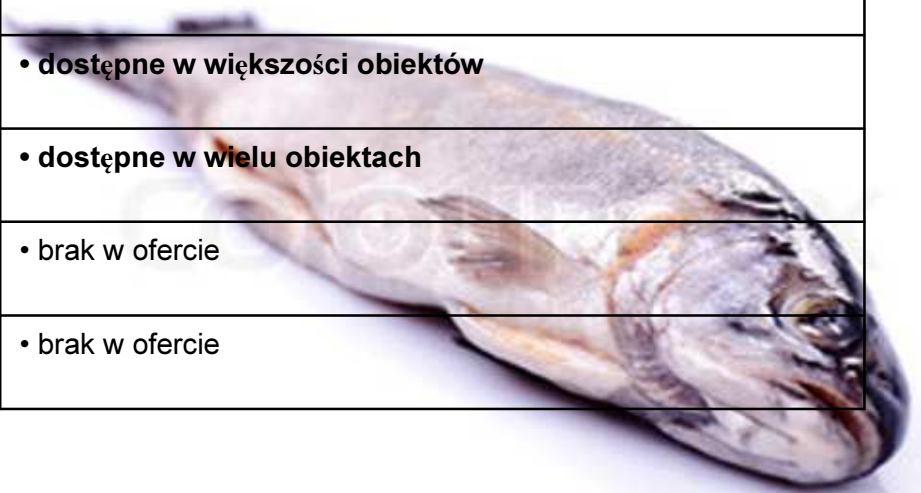 • dostępne w większości obiektów
• dostępne w wielu obiektach
• brak w ofercie
• brak w ofercie